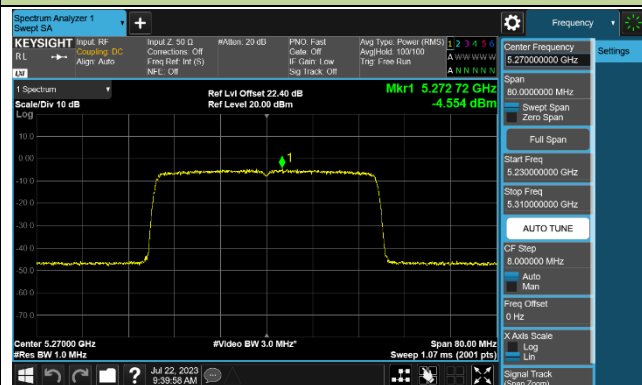 Spectrum Analyzer 1
Swept SA
Frequency
KEYSIGHT
RL
LXI
Input: RF
Coupling: DC
Align: Auto
Input Z: 50 Ω
Corrections: Off
Freq Ref: Int (S)
NFE: Off
#Atten: 20 dB
PNO: Fast
Gate: Off
IF Gain: Low
Sig Track: Off
Avg Type: Power (RMS)
Avg|Hold: 100/100
Trig: Free Run
1 2 3 4 5 6
A W W W W W
A N N N N N
1 Spectrum
Scale/Div 10 dB
Log
Ref Lvl Offset 22.40 dB
Ref Level 20.00 dBm
Mkr1 5.272 72 GHz
-4.554 dBm
10.0
0.00
-10.0
-20.0
-30.0
-40.0
-50.0
-60.0
-70.0
1
Center 5.27000 GHz
#Res BW 1.0 MHz
#Video BW 3.0 MHz*
Span 80.00 MHz
Sweep 1.07 ms (2001 pts)
Jul 22, 2023
9:39:58 AM
Center Frequency
5.270000000 GHz
Settings
Span
80.0000000 MHz
Swept Span
Zero Span
Full Span
Start Freq
5.230000000 GHz
Stop Freq
5.310000000 GHz
AUTO TUNE
CF Step
8.000000 MHz
Auto
Man
Freq Offset
0 Hz
X Axis Scale
Log
Lin
Signal Track
(Span Zoom)